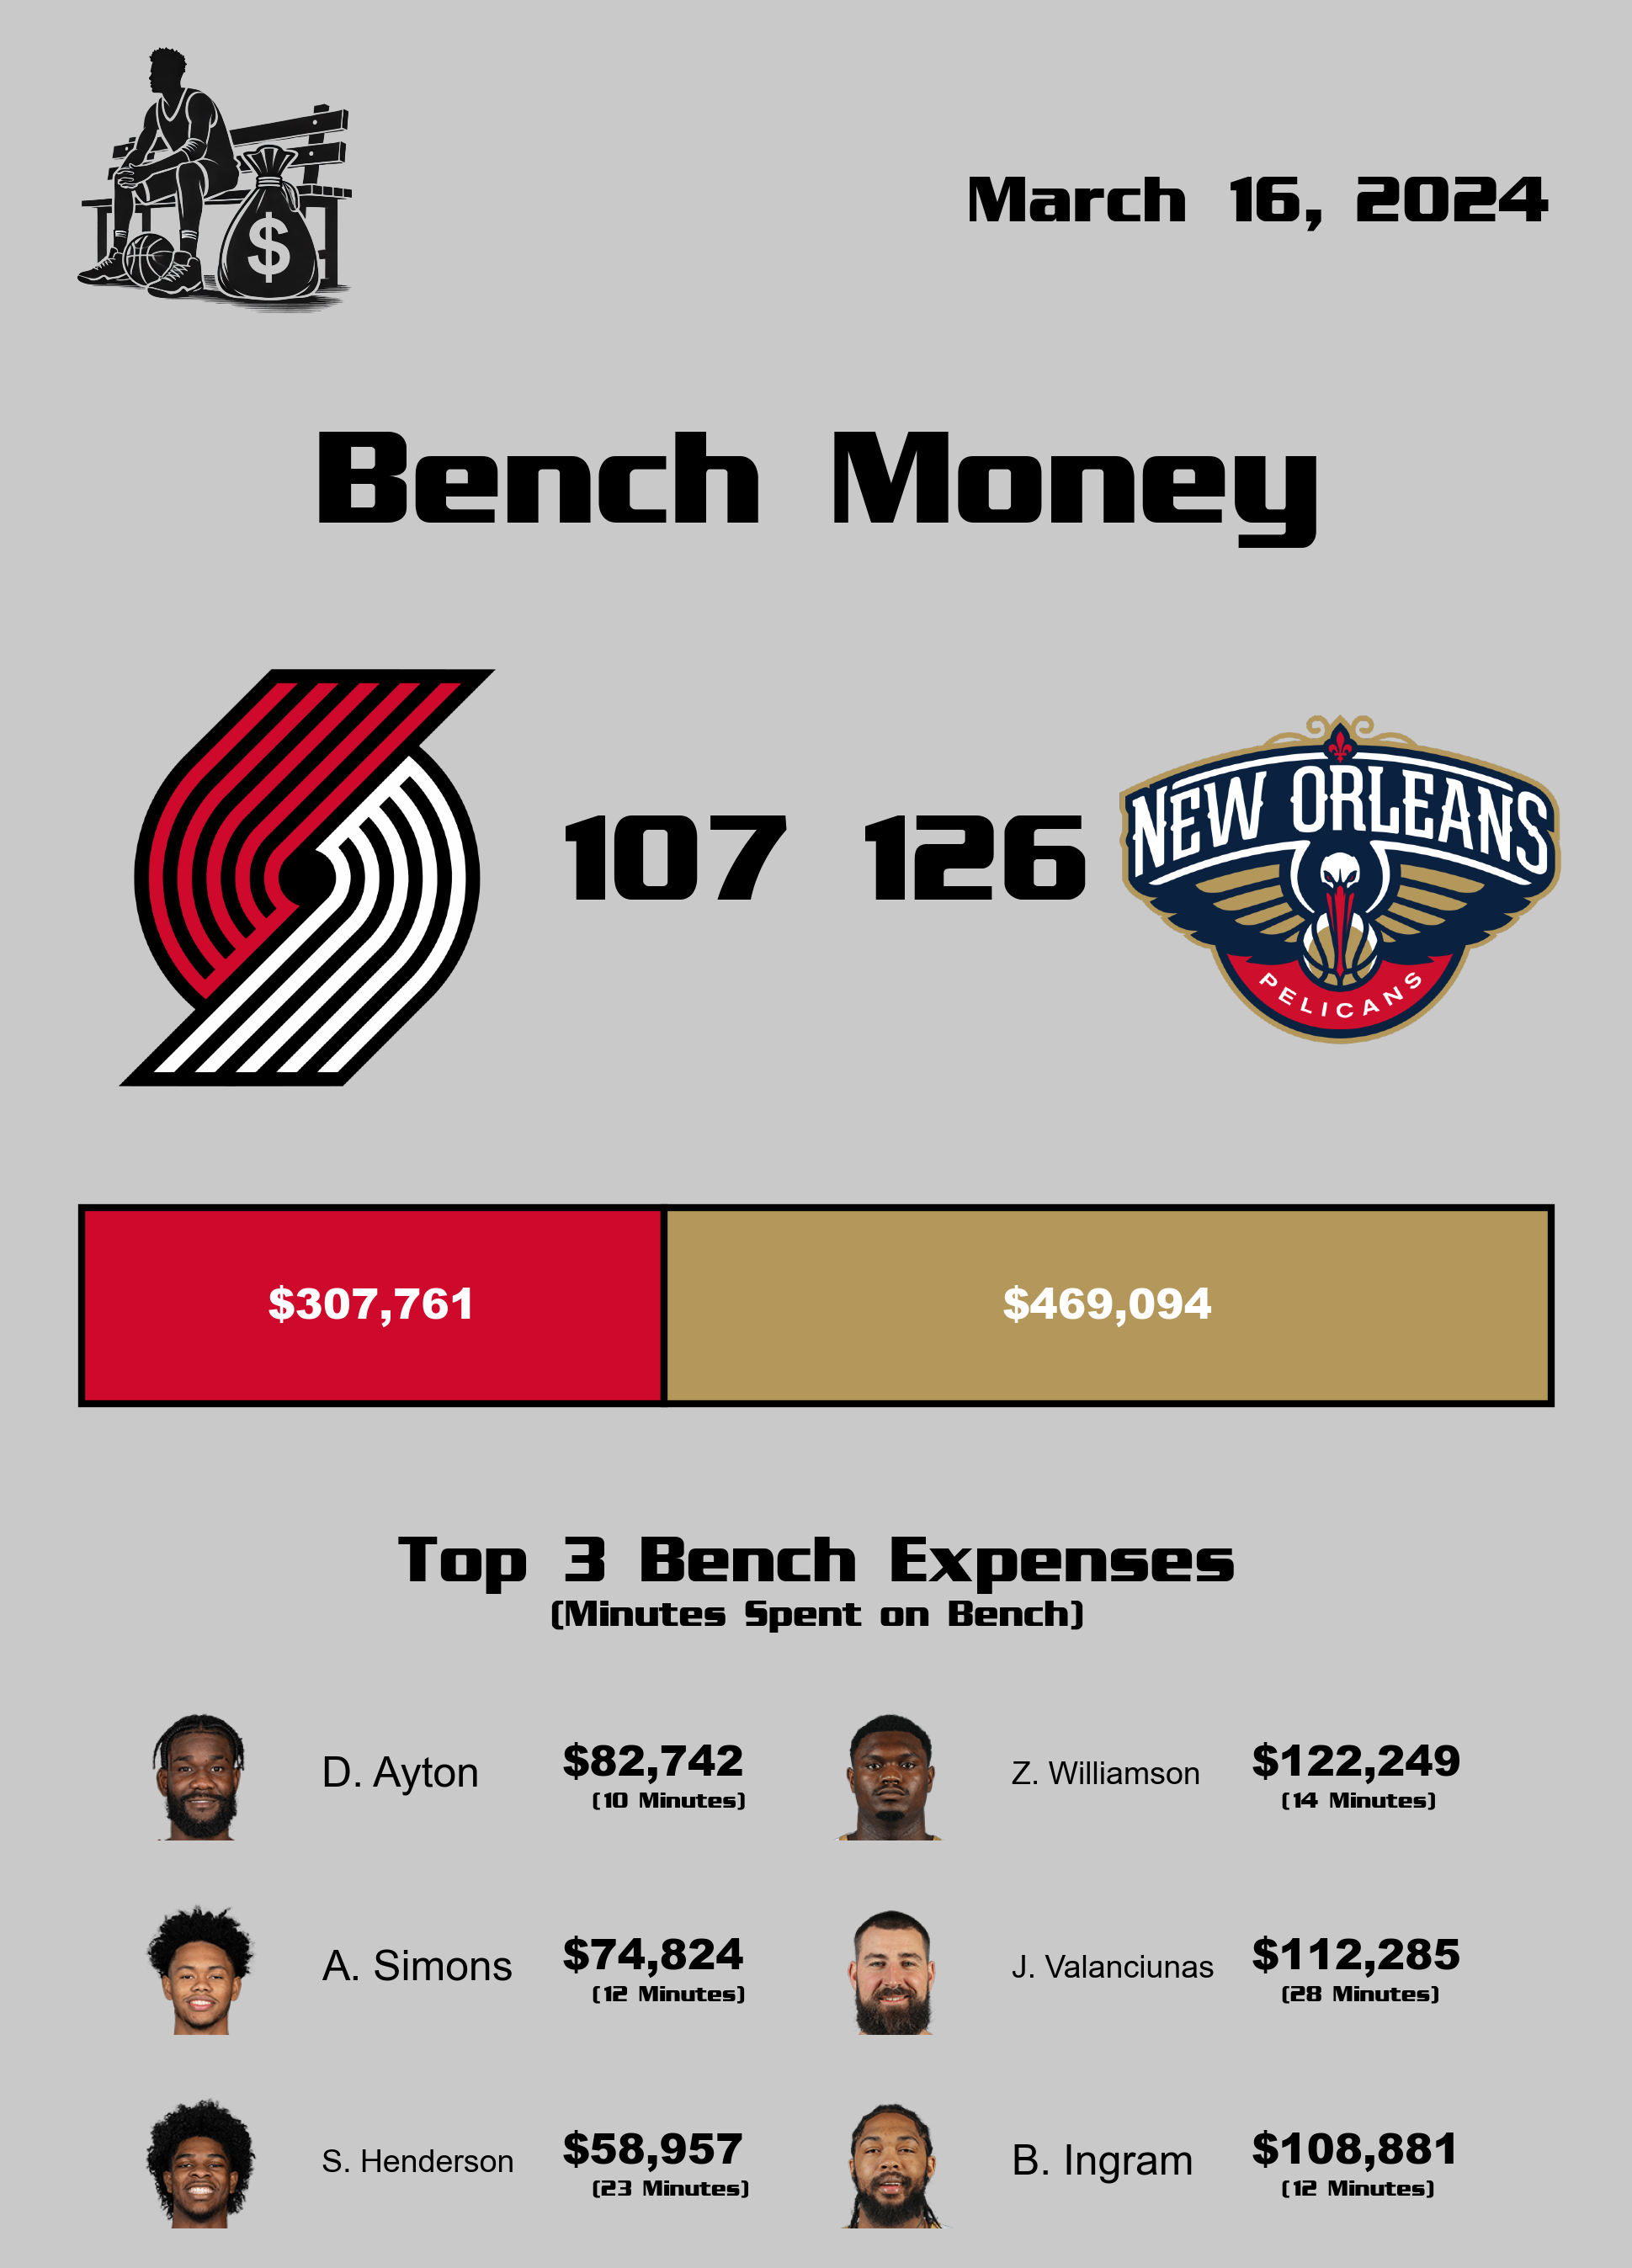 $
March 16, 2024
Bench Money
107 126
NEW ORLEANS
PELICANS
$307,761 $469,094
Top 3 Bench Expenses
(Minutes Spent on Bench)
D. Ayton $82,742 Z. Williamson $122,249
(10 Minutes) (14 Minutes)
A. Simons $74,824 J. Valanciunas $112,285
(12 Minutes) (28 Minutes)
S. Henderson $58,957 B. Ingram $108,881
(23 Minutes) (12 Minutes)